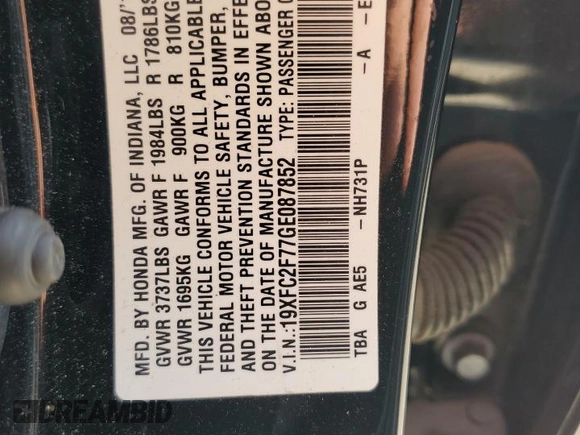 MFD. BY HONDA MFG. OF INDIANA, LLC 08/
GVWR 3737LBS GAWR F 1984LBS R 1786LBS
GVWR 1695KG GAWR F 900KG R 810KG
THIS VEHICLE CONFORMS TO ALL APPLICABLE
FEDERAL MOTOR VEHICLE SAFETY, BUMPER,
AND THEFT PREVENTION STANDARDS IN EFFE
ON THE DATE OF MANUFACTURE SHOWN ABO
V.I.N.:19XFC2F77GE087852 TYPE: PASSENGER C
TBA G AE5 - NH731P - A - E
DREAMBID